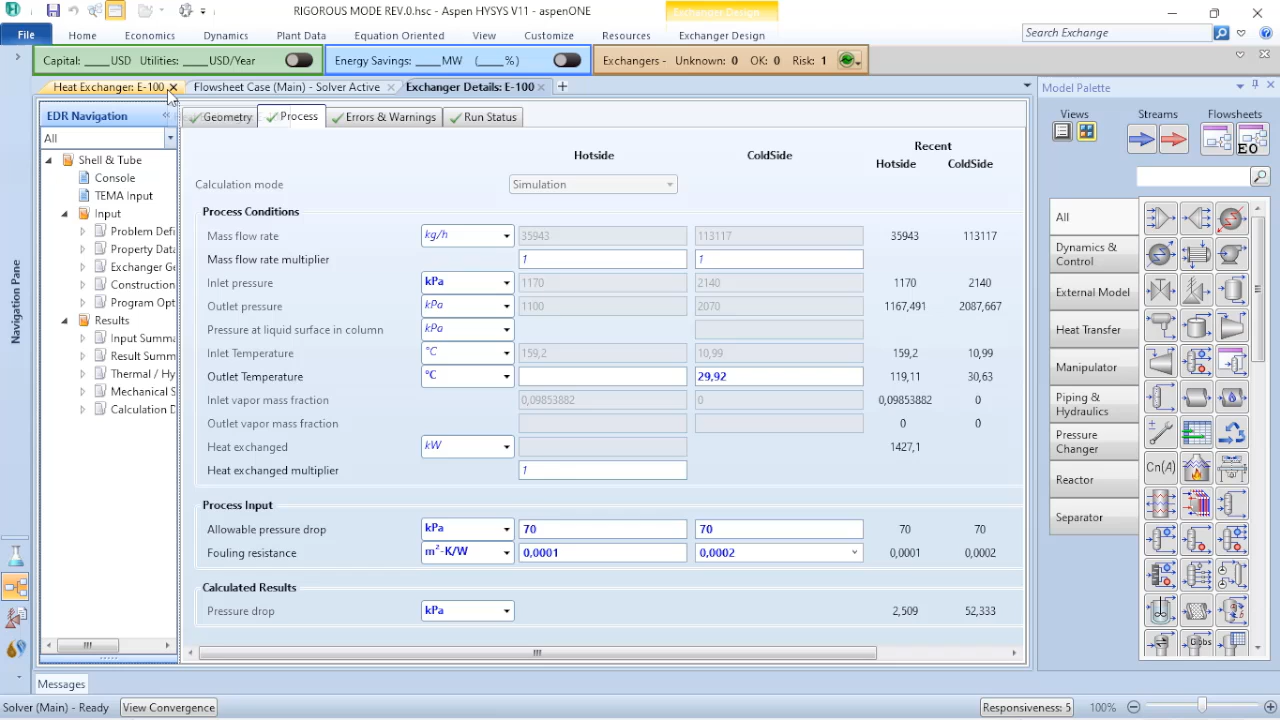 RIGOROUS MODE REV.0.hsc - Aspen HYSYS V11 - aspenONE
Exchanger Design
File Home Economics Dynamics Plant Data Equation Oriented View Customize Resources Exchanger Design
Search Exchange
Capital: ____USD Utilities: ____USD/Year
Energy Savings: ____MW (____%)
Exchangers - Unknown: 0 OK: 0 Risk: 1
Heat Exchanger: E-100
Flowsheet Case (Main) - Solver Active
Exchanger Details: E-100
Model Palette
EDR Navigation
All
Shell & Tube
Console
TEMA Input
Input
Problem Defi
Property Data
Exchanger Ge
Construction
Program Opt
Results
Input Summa
Result Summ
Thermal / Hy
Mechanical S
Calculation D
Navigation Pane
Geometry Process Errors & Warnings Run Status
Recent
Hotside ColdSide Hotside ColdSide
Calculation mode Simulation
Process Conditions
Mass flow rate kg/h 35943 113117 35943 113117
Mass flow rate multiplier 1 1
Inlet pressure kPa 1170 2140 1170 2140
Outlet pressure kPa 1100 2070 1167,491 2087,667
Pressure at liquid surface in column kPa
Inlet Temperature °C 159,2 10,99 159,2 10,99
Outlet Temperature °C 29,92 119,11 30,63
Inlet vapor mass fraction 0,09853882 0 0,09853882 0
Outlet vapor mass fraction 0 0
Heat exchanged kW 1427,1
Heat exchanged multiplier 1
Process Input
Allowable pressure drop kPa 70 70 70 70
Fouling resistance m²-K/W 0,0001 0,0002 0,0001 0,0002
Calculated Results
Pressure drop kPa 2,509 52,333
Views Streams Flowsheets
EO
All
Dynamics & Control
External Model
Heat Transfer
Manipulator
Piping & Hydraulics
Pressure Changer
Reactor
Separator
Cn(A)
Gibbs
Messages
Solver (Main) - Ready View Convergence
Responsiveness: 5 100%